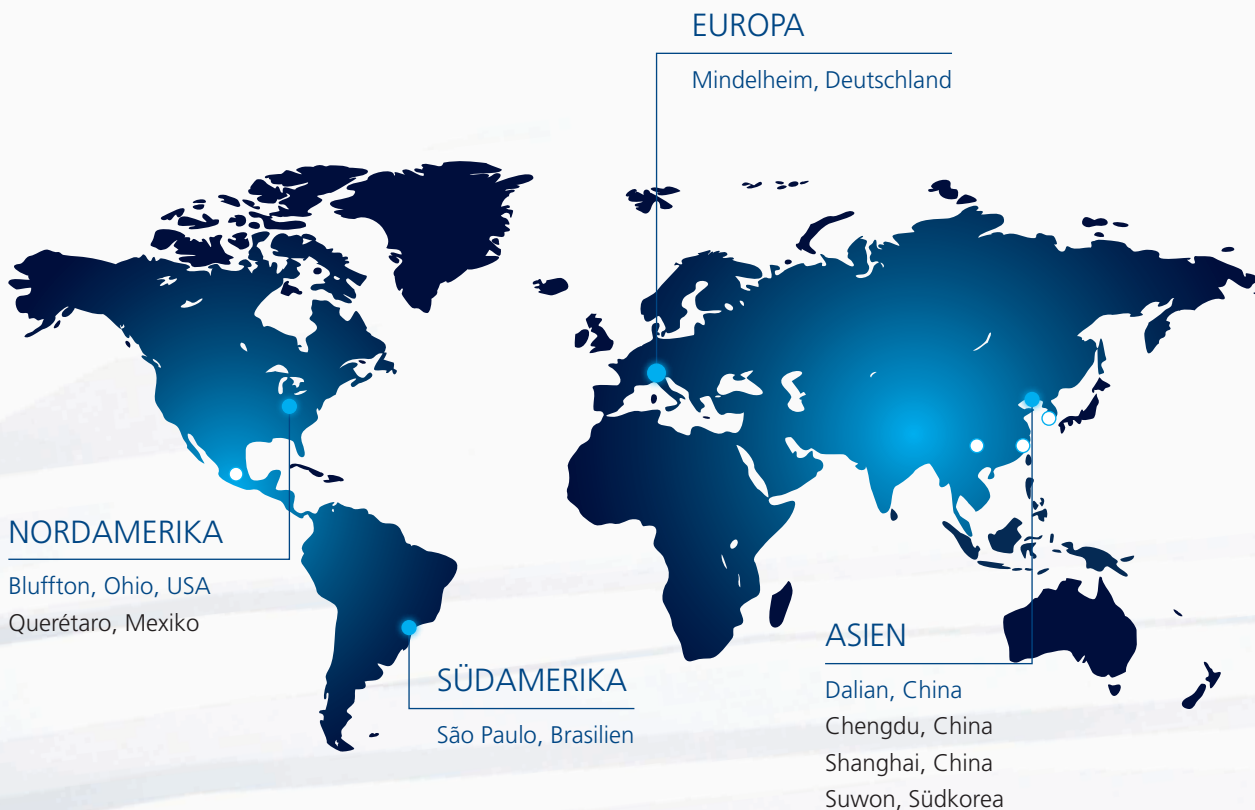 EUROPA
Mindelheim, Deutschland
NORDAMERIKA
Bluffton, Ohio, USA
Querétaro, Mexiko
SÜDAMERIKA
São Paulo, Brasilien
ASIEN
Dalian, China
Chengdu, China
Shanghai, China
Suwon, Südkorea